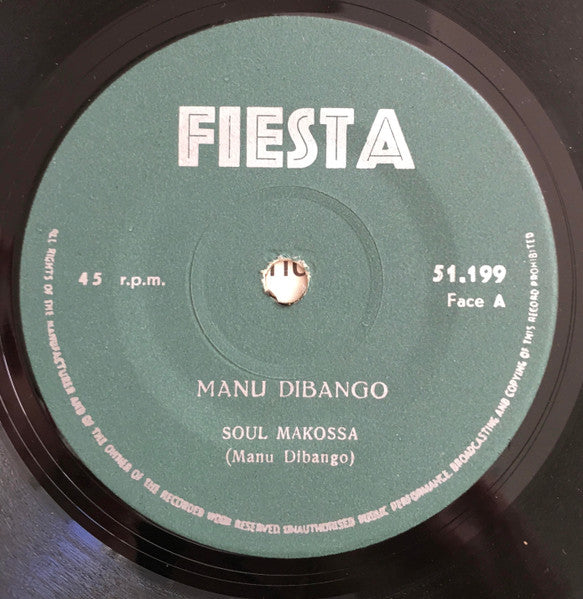 FIESTA
45 r.p.m.
51.199
Face A
MANU DIBANGO
SOUL MAKOSSA
(Manu Dibango)
ALL RIGHTS OF THE MANUFACTURER AND OF THE OWNER OF THE RECORDED WORK RESERVED UNAUTHORISED PUBLIC PERFORMANCE, BROADCASTING AND COPYING OF THIS RECORD PROHIBITED